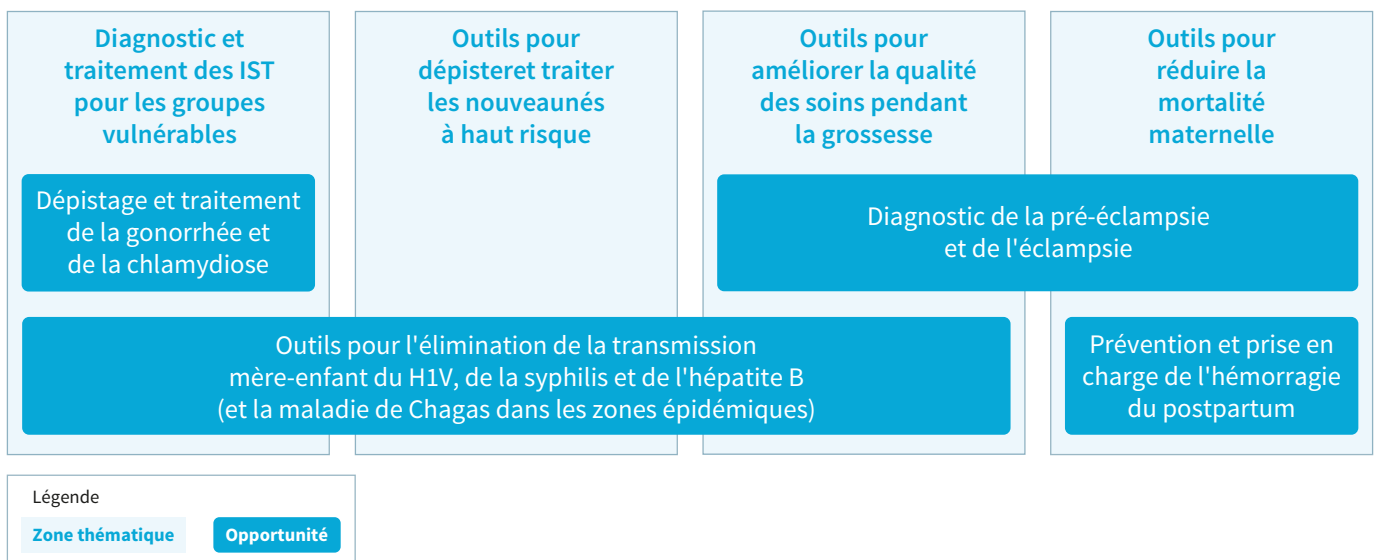 Diagnostic et
traitement des IST
pour les groupes
vulnérables
Outils pour
dépisteret traiter
les nouveaunés
à haut risque
Outils pour
améliorer la qualité
des soins pendant
la grossesse
Outils pour
réduire la
mortalité
maternelle
Dépistage et traitement
de la gonorrhée et
de la chlamydiose
Diagnostic de la pré-éclampsie
et de l'éclampsie
Outils pour l'élimination de la transmission
mère-enfant du H1V, de la syphilis et de l'hépatite B
(et la maladie de Chagas dans les zones épidémiques)
Prévention et prise en
charge de l'hémorragie
du postpartum
Légende
Zone thématique
Opportunité